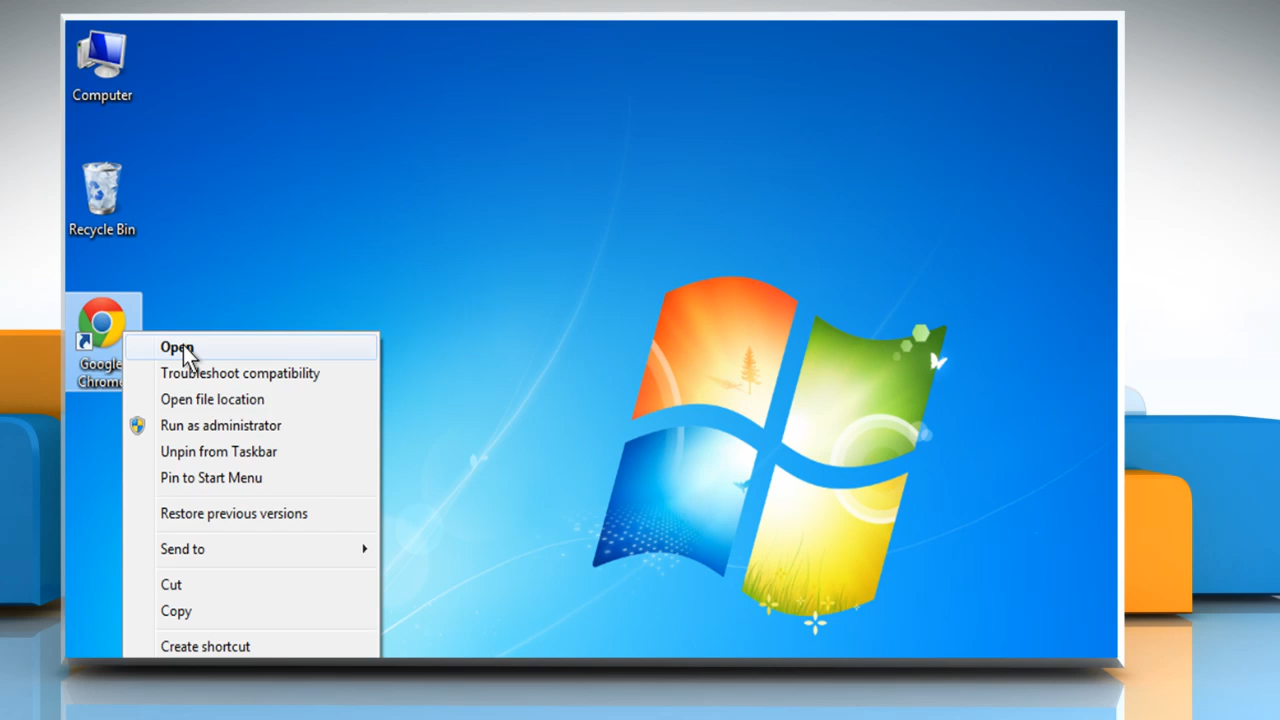 Computer
Recycle Bin
Google
Chrome
Open
Troubleshoot compatibility
Open file location
Run as administrator
Unpin from Taskbar
Pin to Start Menu
Restore previous versions
Send to
Cut
Copy
Create shortcut